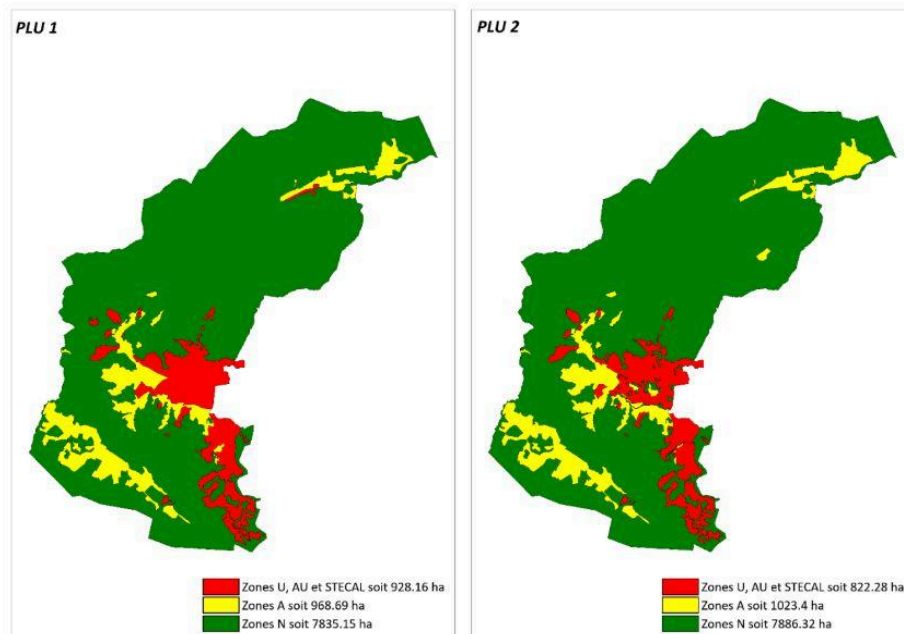 PLU 1
Zones U, AU et STECAL soit 928.16 ha
Zones A soit 968.69 ha
Zones N soit 7835.15 ha
PLU 2
Zones U, AU et STECAL soit 822.28 ha
Zones A soit 1023.4 ha
Zones N soit 7886.32 ha